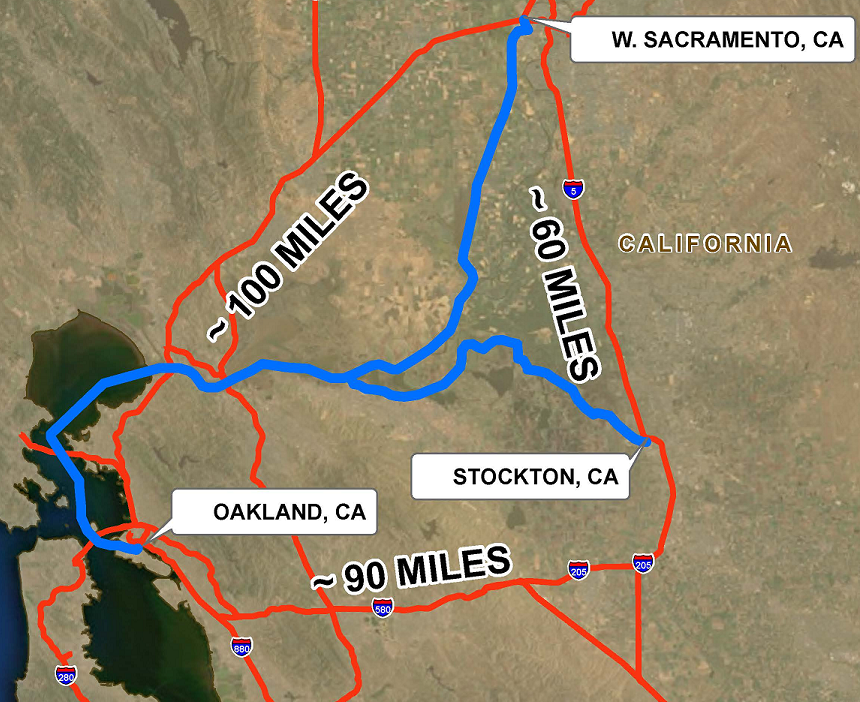 W. SACRAMENTO, CA
5
CALIFORNIA
~ 100 MILES
~ 60 MILES
STOCKTON, CA
OAKLAND, CA
~ 90 MILES
205
205
580
880
280